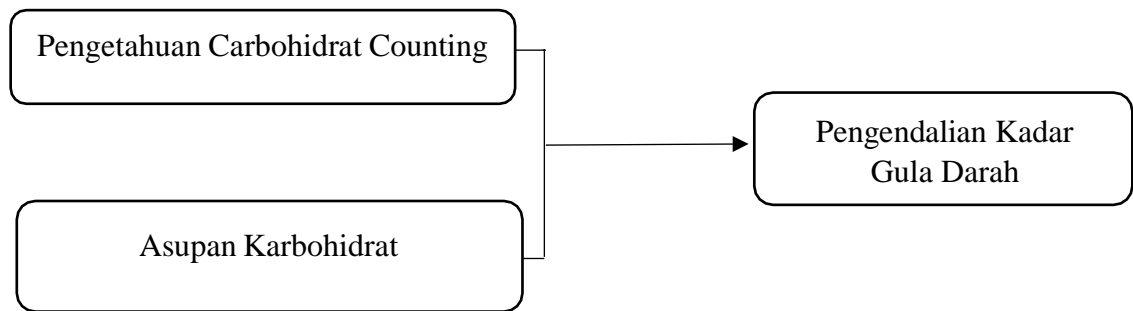 Pengetahuan Carbohidrat Counting
Pengendalian Kadar
Gula Darah
Asupan Karbohidrat